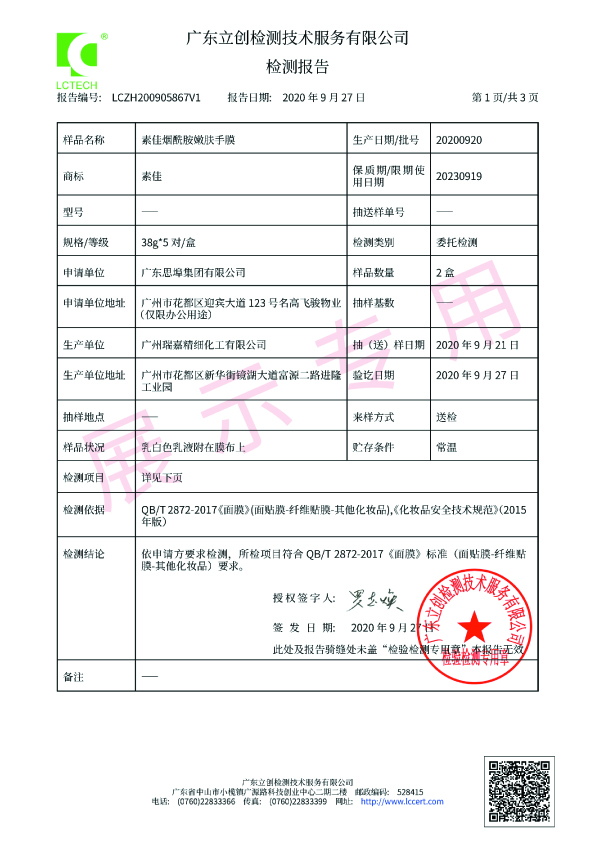 广东立创检测技术服务有限公司
检测报告
LCTECH
报告编号: LCZH200905867V1 报告日期: 2020 年 9 月 27 日 第 1 页/共 3 页
样品名称 素佳烟酰胺嫩肤手膜 生产日期/批号 20200920
商标 素佳 保质期/限期使
用日期 20230919
型号 —— 抽送样单号 ——
规格/等级 38g*5 对/盒 检测类别 委托检测
申请单位 广东思埠集团有限公司 样品数量 2 盒
申请单位地址 广州市花都区迎宾大道 123 号名高飞骏物业
（仅限办公用途） 抽样基数 ——
生产单位 广州瑞嘉精细化工有限公司 抽（送）样日期 2020 年 9 月 21 日
生产单位地址 广州市花都区新华街镜湖大道富源二路进隆
工业园 验讫日期 2020 年 9 月 27 日
抽样地点 —— 来样方式 送检
样品状况 乳白色乳液附在膜布上 贮存条件 常温
检测项目 详见下页
检测依据 QB/T 2872-2017《面膜》(面贴膜-纤维贴膜-其他化妆品),《化妆品安全技术规范》（2015
年版）
检测结论 依申请方要求检测，所检项目符合 QB/T 2872-2017《面膜》标准（面贴膜-纤维贴
膜-其他化妆品）要求。
授权签字人:
签 发 日 期: 2020 年 9 月 27 日
此处及报告骑缝处未盖“检验检测专用章”本报告无效
备注 ——
展示专用
广东立创检测技术服务有限公司
检验检测专用章
广东立创检测技术服务有限公司
广东省中山市小榄镇广源路科技创业中心二期二楼 邮政编码: 528415
电话: (0760)22833366 传真: (0760)22833399 网址: http://www.lccert.com